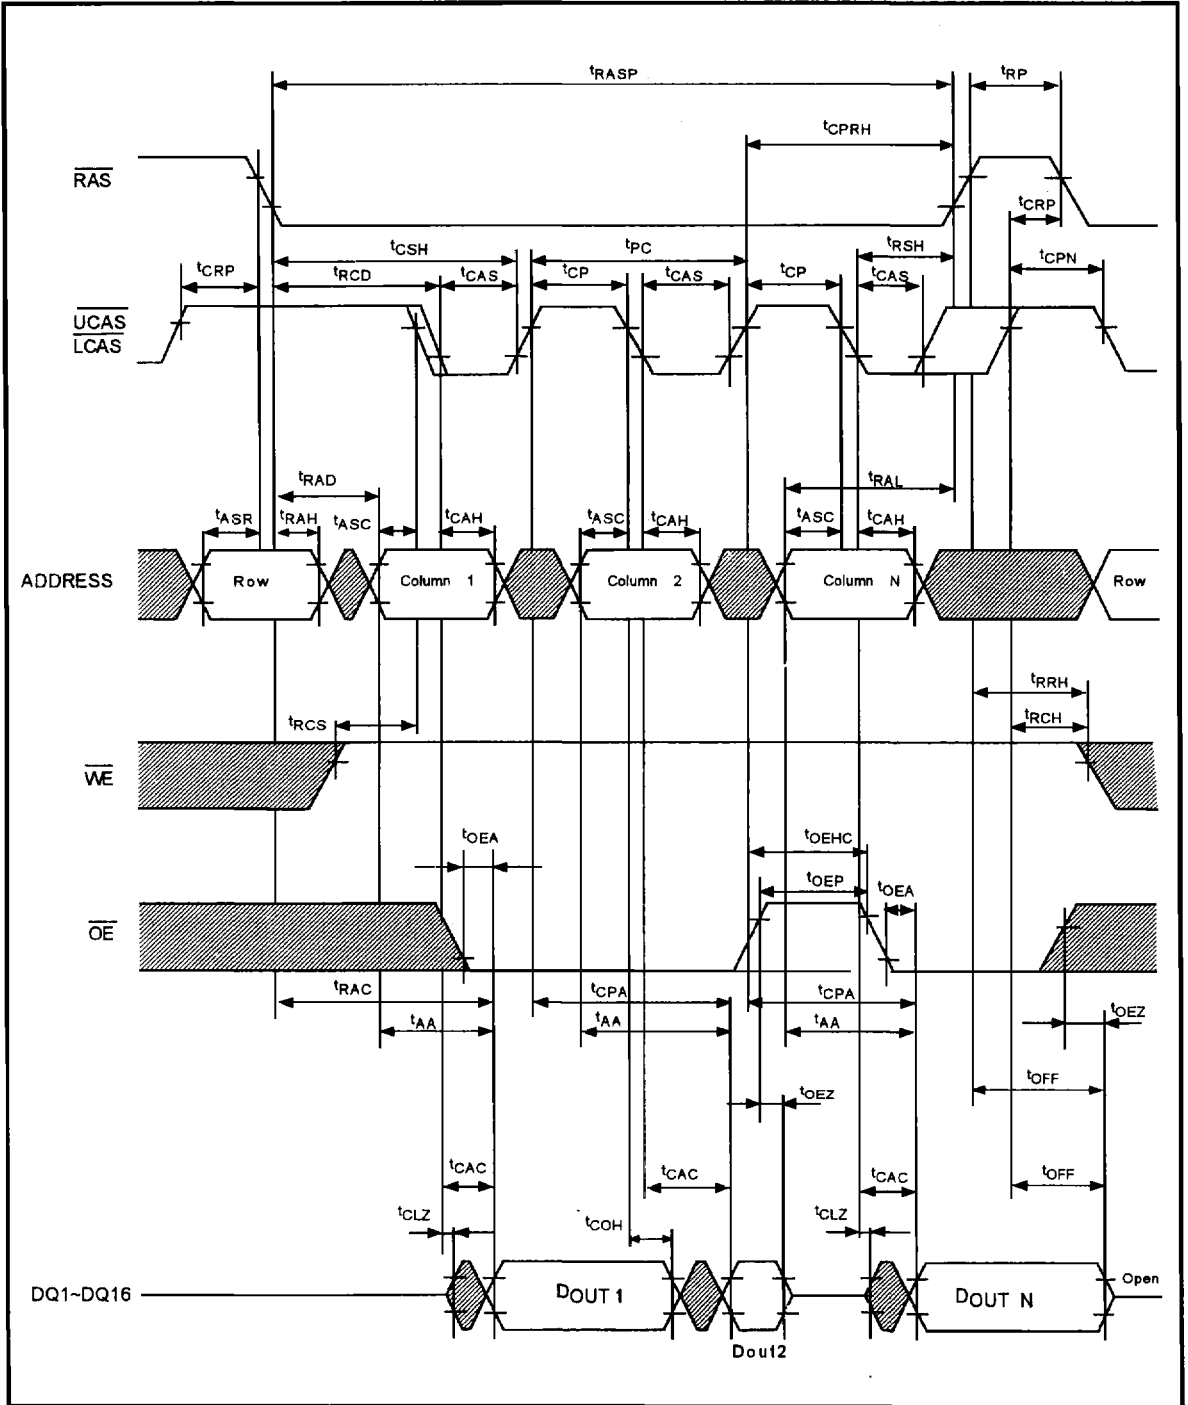 tRASP
tRP
tCPRH
RAS
tCRP
tCSH
tPC
tRSH
tCRP
tRCD
tCAS
tCP
tCAS
tCP
tCAS
tCPN
UCAS
LCAS
tRAD
tRAL
tASR
tRAH
tASC
tCAH
tASC
tCAH
tASC
tCAH
ADDRESS
Row
Column 1
Column 2
Column N
Row
tRRH
tRCS
tRCH
WE
tOEA
tOEHC
tOEP
tOEA
OE
tRAC
tCPA
tCPA
tAA
tAA
tAA
tOEZ
tOEZ
tOFF
tCAC
tCAC
tCAC
tOFF
tCLZ
tCOH
tCLZ
DQ1~DQ16
DOUT 1
DOUT N
Open
Dout2